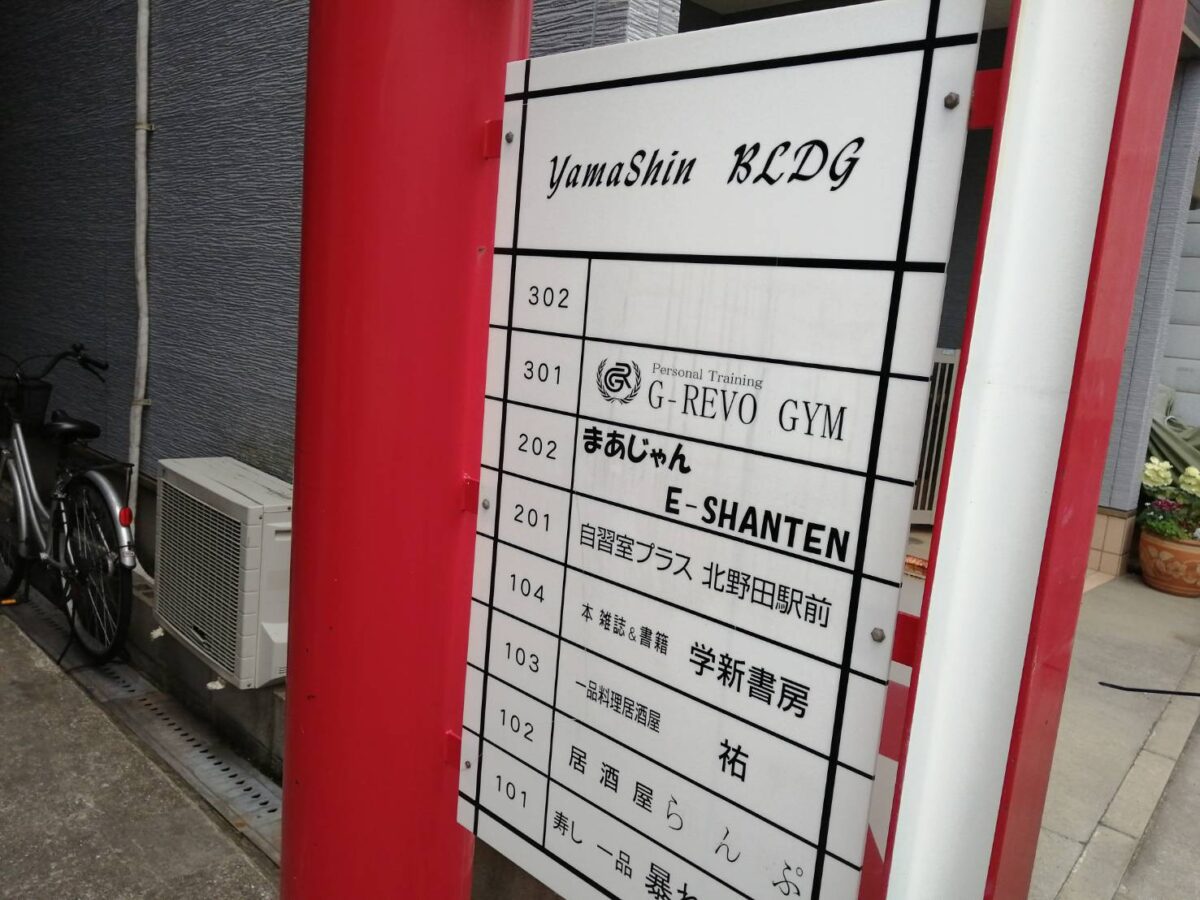 YamaShin BLDG
302
301 GR Personal Training
G-REVO GYM
202 まあじゃん
E-SHANTEN
201 自習室プラス 北野田駅前
104 本 雑誌&書籍 学新書房
103 一品料理居酒屋 祐
102 居酒屋 らんぷ
101 寿し 一品 暴れ